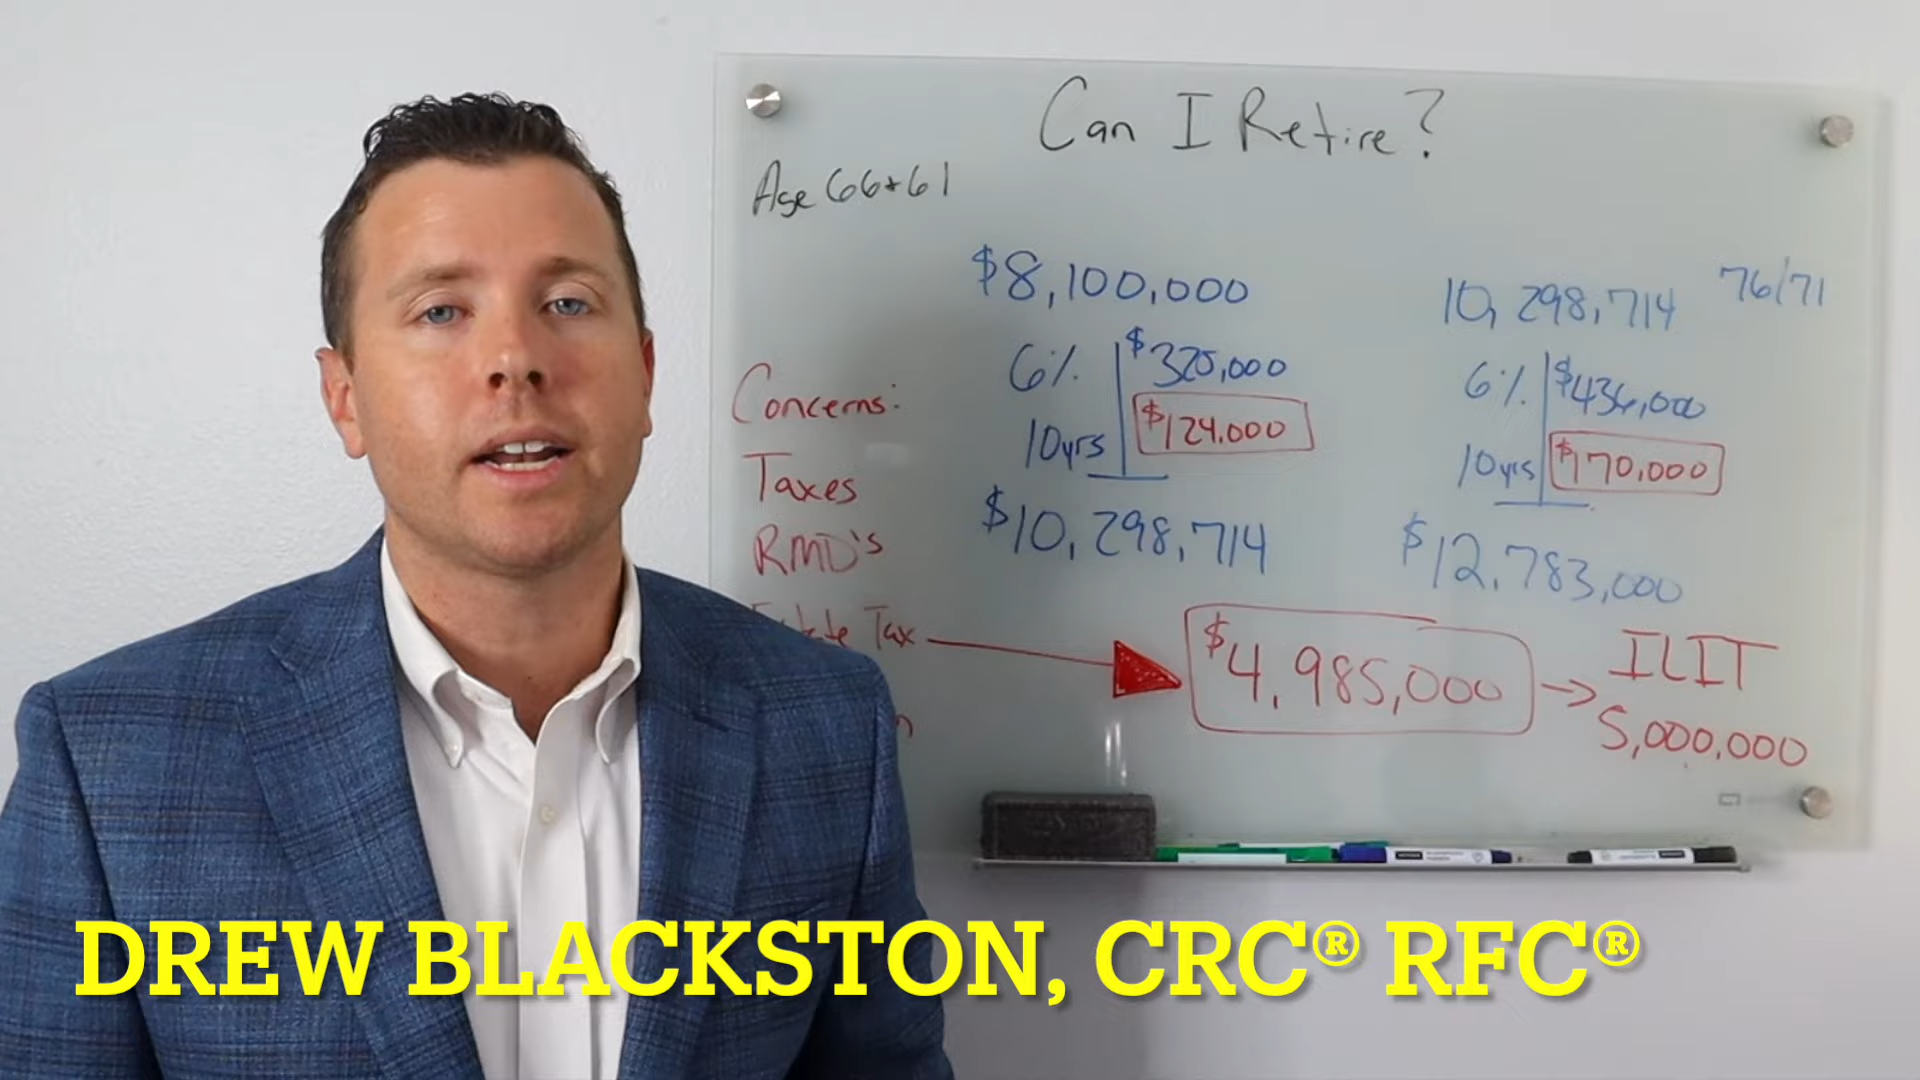 Can I Retire?
Age 66+61
$8,100,000
6% $325,000
10yrs $124,000
$10,298,714
10,298,714 76/71
6% $436,000
10yrs $170,000
$12,783,000
Concerns:
Taxes
RMD's
Tax
$4,985,000 → ILIT
5,000,000
DREW BLACKSTON, CRC® RFC®